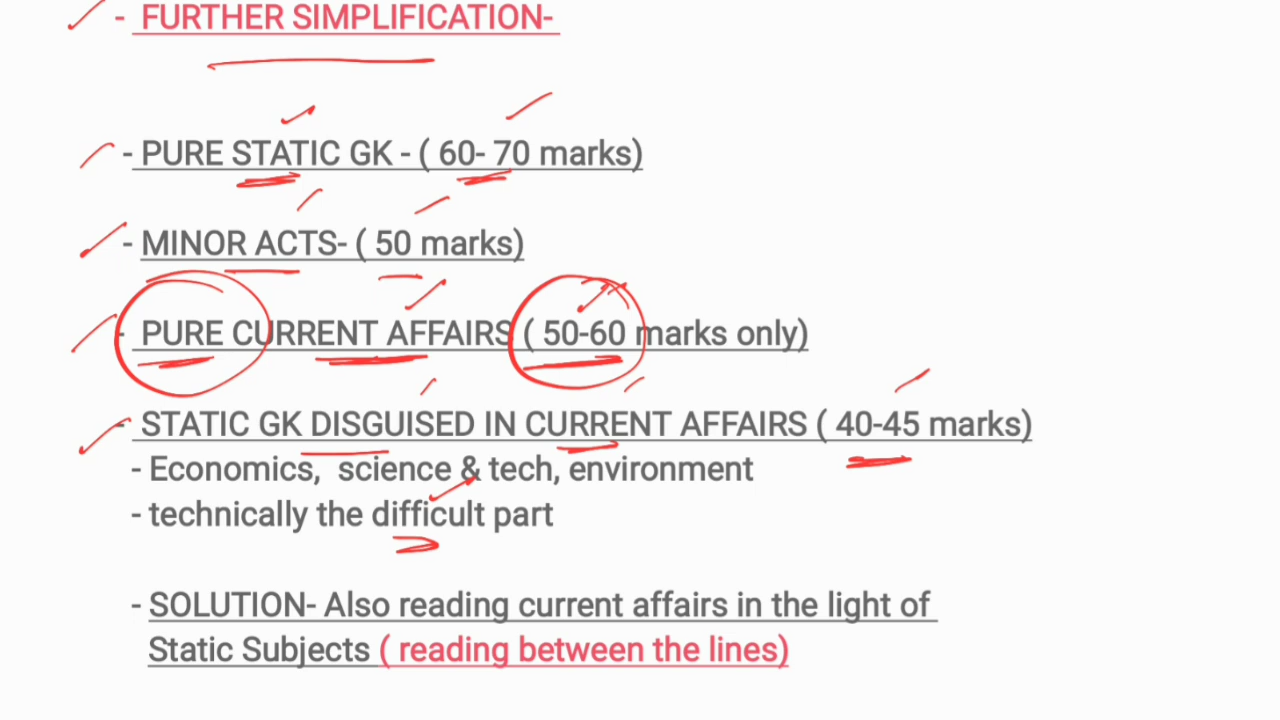 - FURTHER SIMPLIFICATION-
- PURE STATIC GK - ( 60- 70 marks)
- MINOR ACTS- ( 50 marks)
- PURE CURRENT AFFAIRS ( 50-60 marks only)
- STATIC GK DISGUISED IN CURRENT AFFAIRS ( 40-45 marks)
- Economics, science & tech, environment
- technically the difficult part
- SOLUTION- Also reading current affairs in the light of
Static Subjects ( reading between the lines)